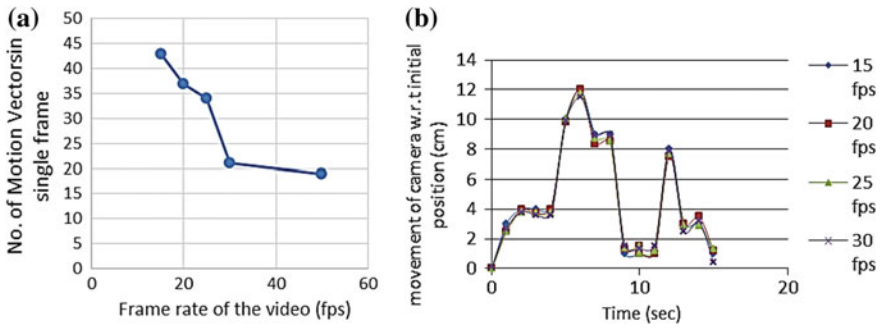 (a)
No. of Motion Vectorsin
single frame
50
45
40
35
30
25
20
15
10
5
0
0 20 40 60
Frame rate of the video (fps)
(b)
movement of camera w.r.tinitial
position (cm)
14
12
10
8
6
4
2
0
0 10 20
Time (sec)
15
fps
20
fps
25
fps
30
fps